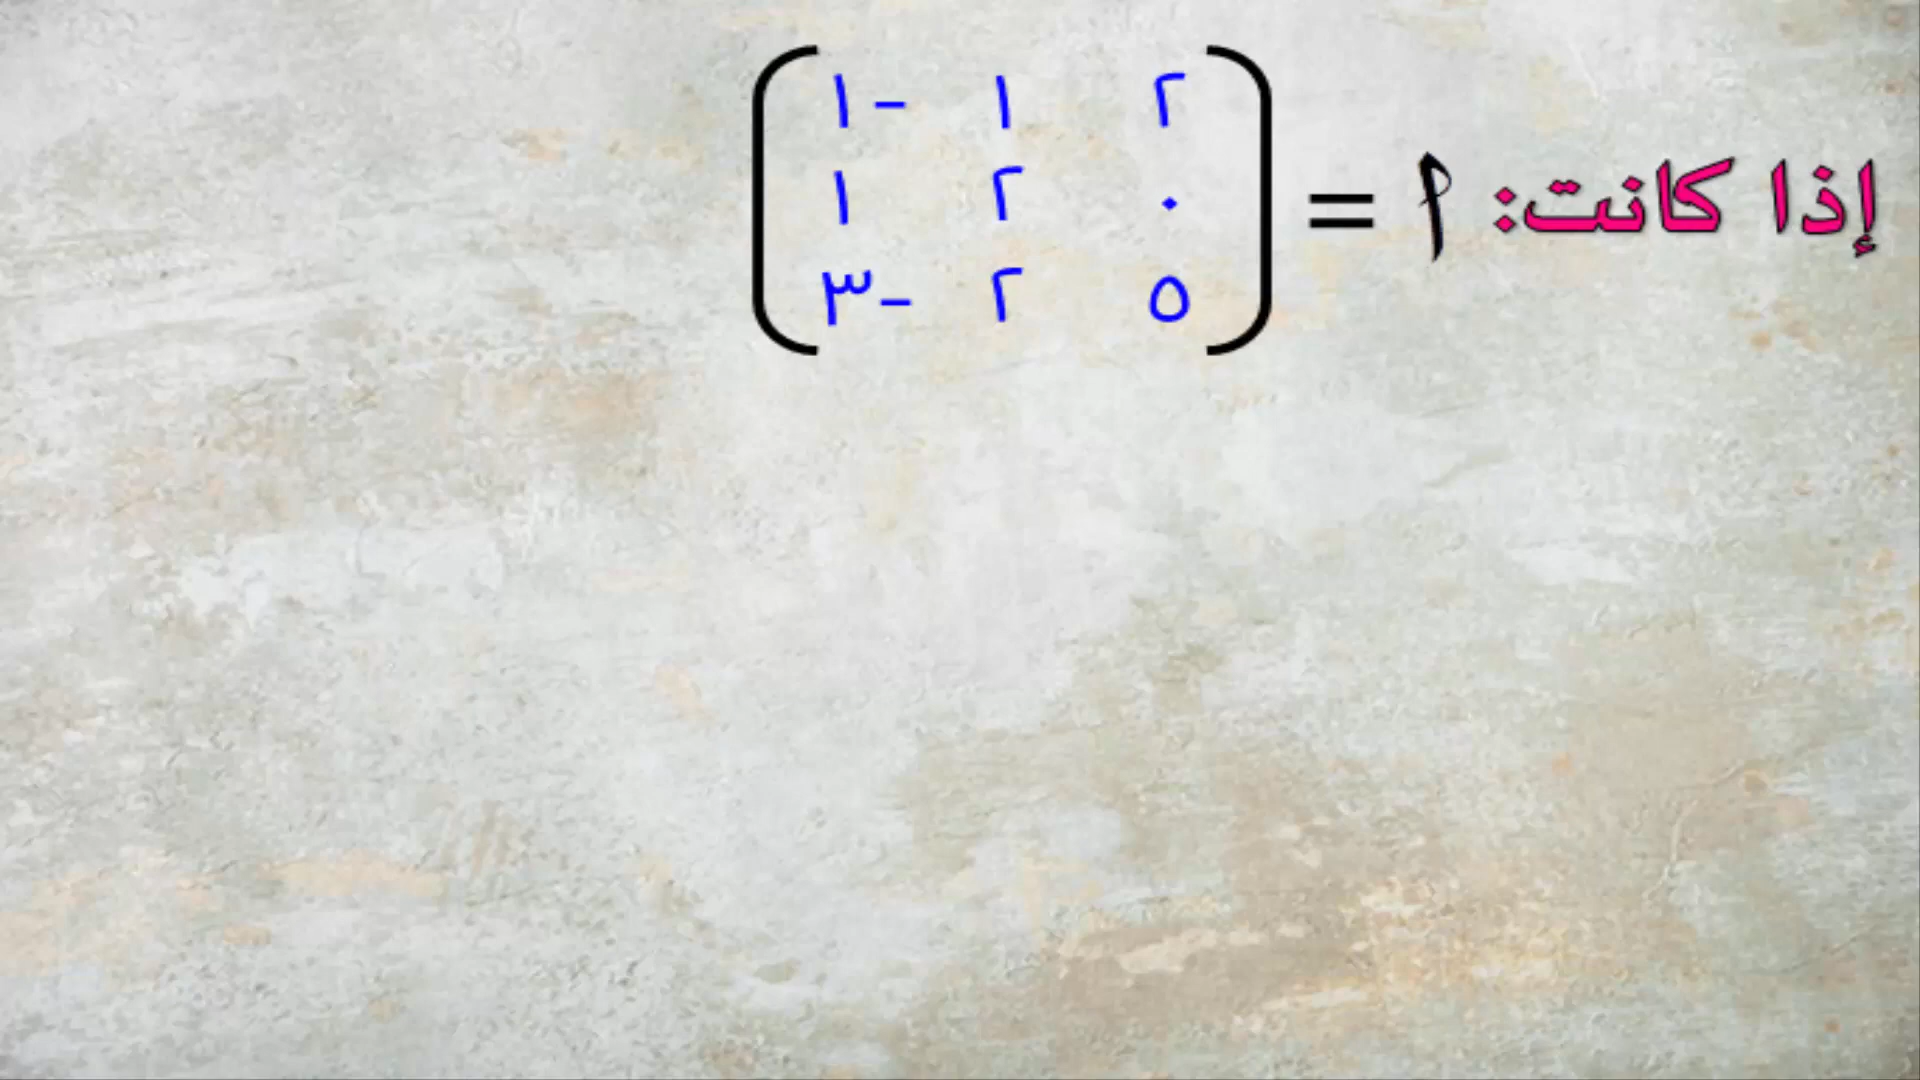 ٢ ١ -١
إذا كانت: أ = ٠ ٢ ١
٥ ٢ -٣